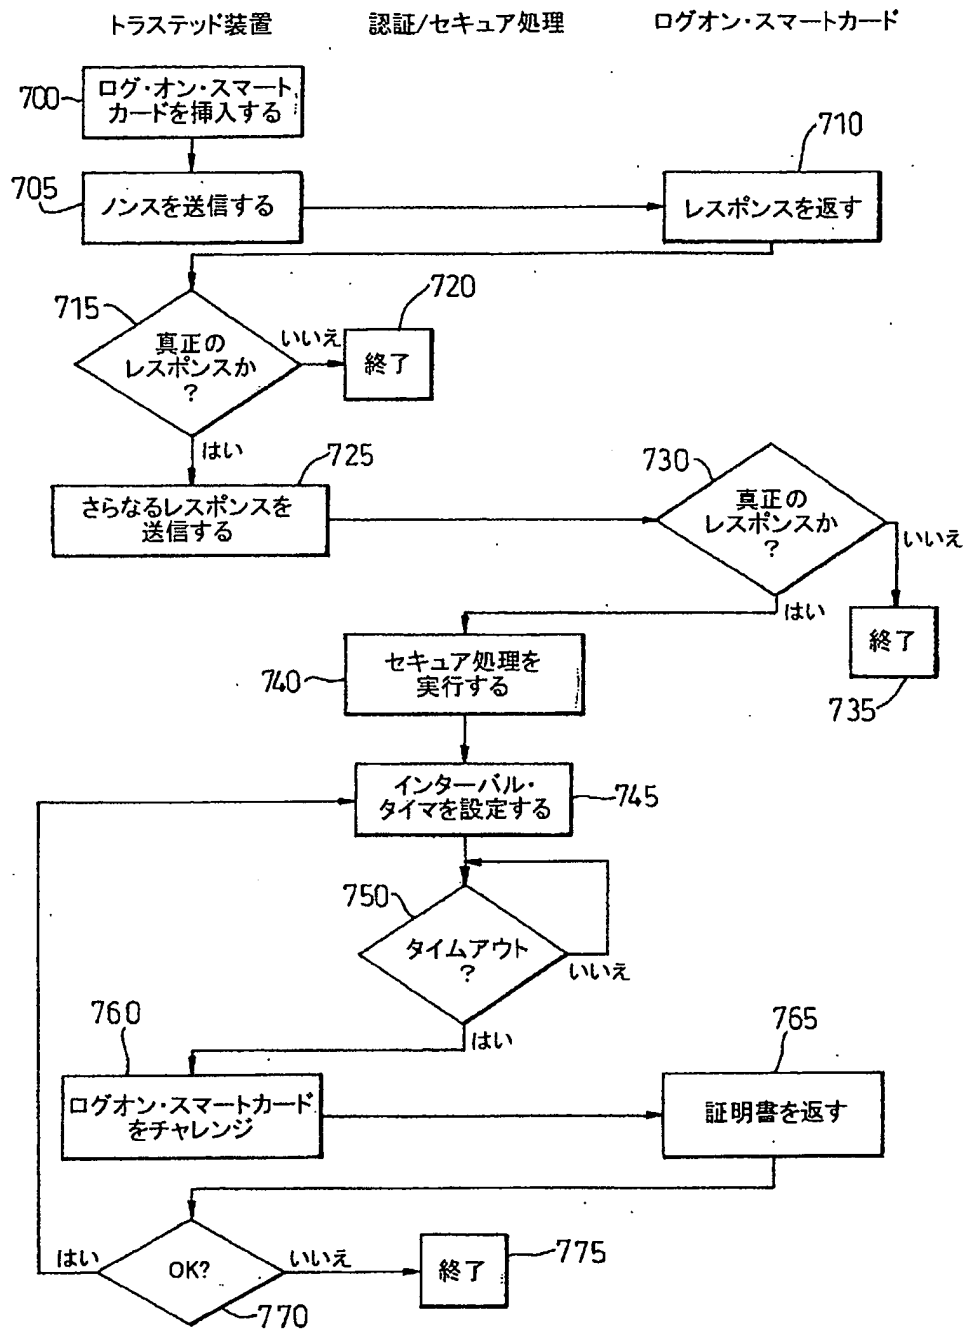 トラステッド装置
認証/セキュア処理
ログオン・スマートカード
700
ログ・オン・スマート
カードを挿入する
705
ノンスを送信する
710
レスポンスを返す
715
真正の
レスポンスか
?
いいえ
720
終了
はい
725
さらなるレスポンスを
送信する
730
真正の
レスポンスか
?
いいえ
はい
終了
735
740
セキュア処理を
実行する
インターバル・
タイマを設定する
745
750
タイムアウト
?
いいえ
はい
760
ログオン・スマートカード
をチャレンジ
765
証明書を返す
はい
OK?
いいえ
770
終了
775